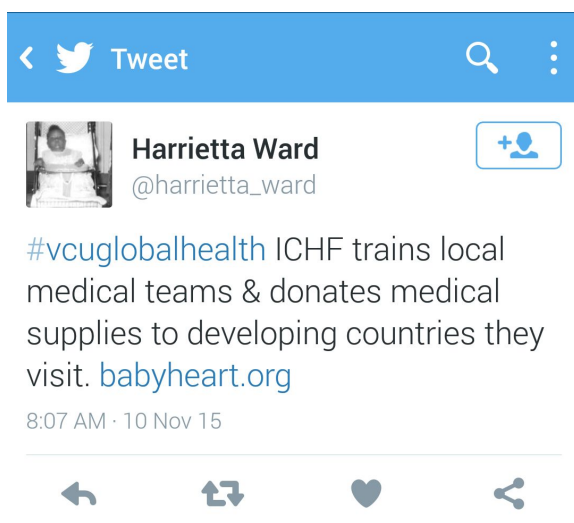 Tweet
Harrietta Ward
@harrietta_ward
#vcuglobalhealth ICHF trains local
medical teams & donates medical
supplies to developing countries they
visit. babyheart.org
8:07 AM · 10 Nov 15